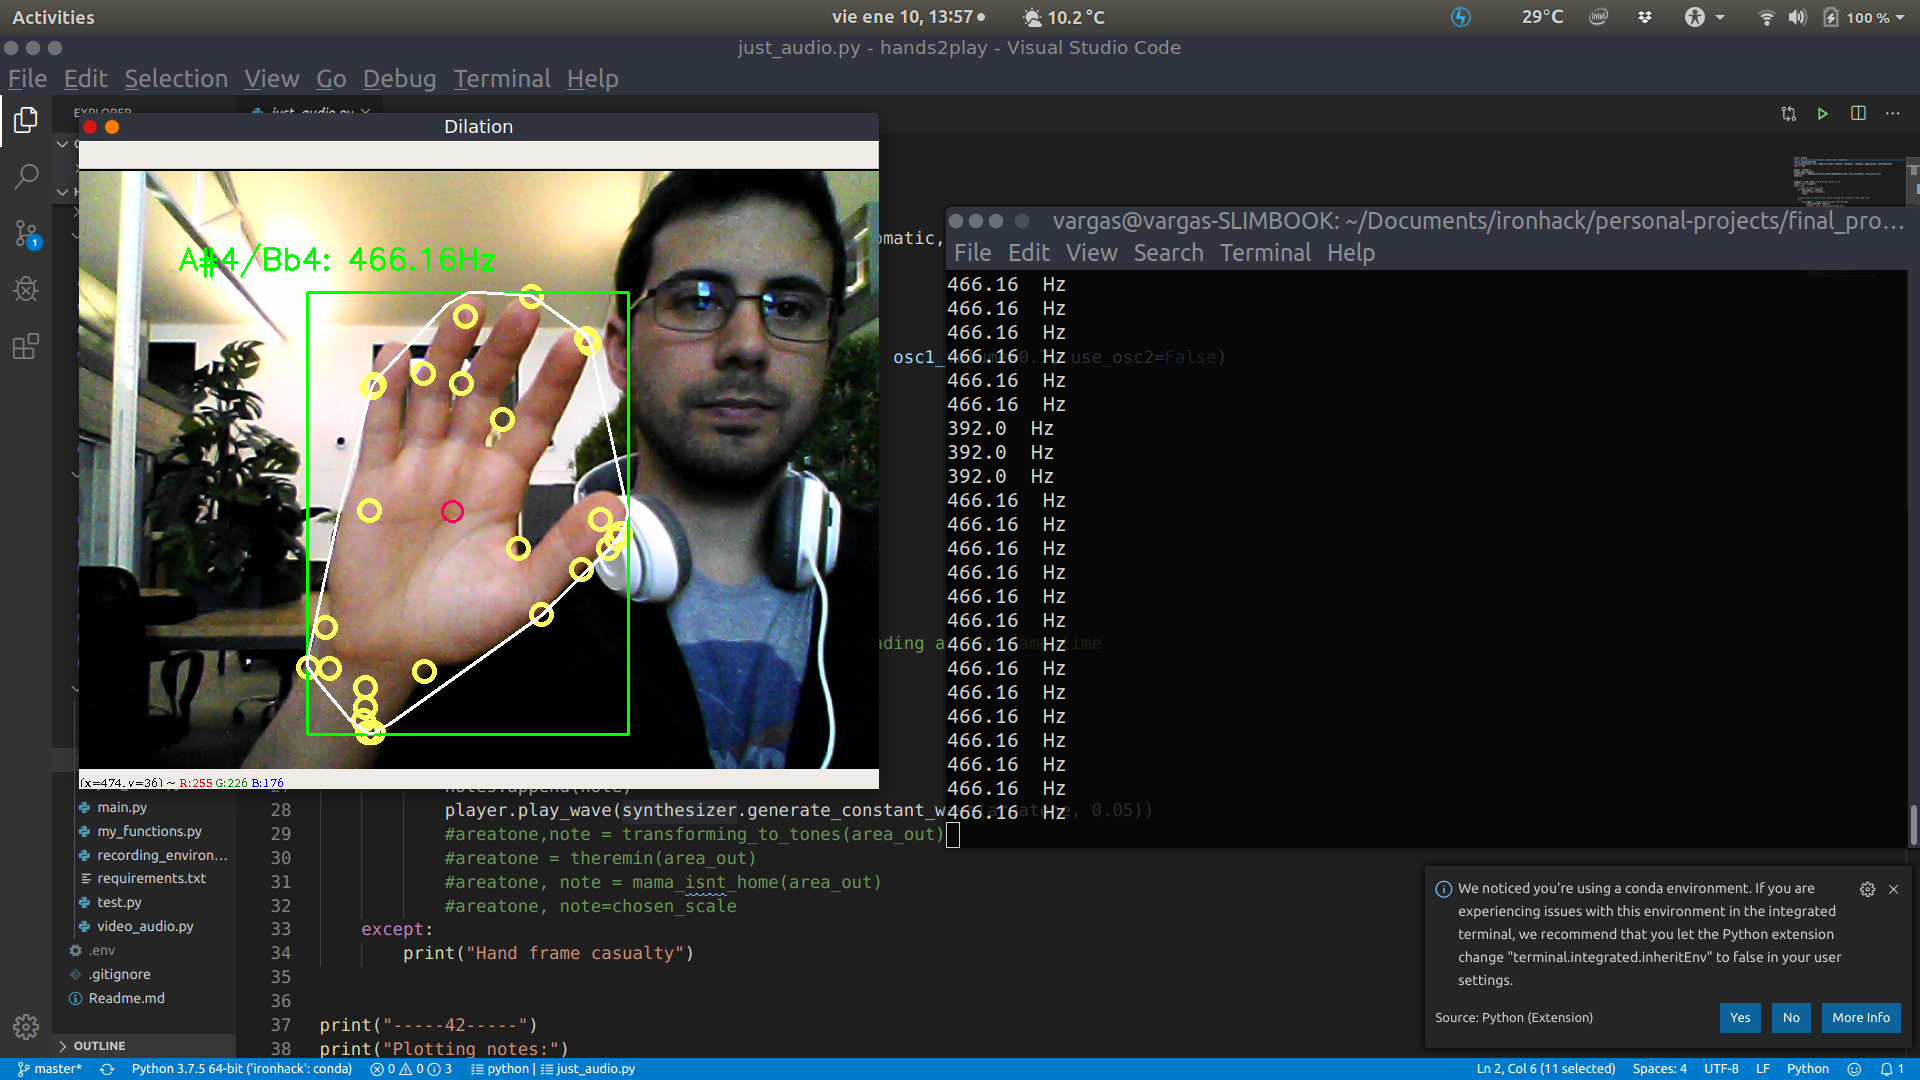 Activities
vie ene 10, 13:57
10.2 °C
29°C
100 %
just_audio.py - hands2play - Visual Studio Code
File Edit Selection View Go Debug Terminal Help
EXPLORER
just_audio.py
Dilation
A#4/Bb4: 466.16Hz
(x=474, y=36) ~ R:255 G:226 B:176
vargas@vargas-SLIMBOOK: ~/Documents/ironhack/personal-projects/final_pro...
File Edit View Search Terminal Help
466.16 Hz
466.16 Hz
466.16 Hz
466.16 Hz
466.16 Hz
466.16 Hz
392.0 Hz
392.0 Hz
392.0 Hz
466.16 Hz
466.16 Hz
466.16 Hz
466.16 Hz
466.16 Hz
466.16 Hz
466.16 Hz
466.16 Hz
466.16 Hz
466.16 Hz
466.16 Hz
466.16 Hz
466.16 Hz
466.16 Hz
omatic,
osc1_ use_osc2=False)
main.py
my_functions.py
recording_environ...
requirements.txt
test.py
video_audio.py
.env
.gitignore
Readme.md
OUTLINE
notes.append(note)
28 player.play_wave(synthesizer.generate_constant_wave(areatone, 0.05))
29 #areatone,note = transforming_to_tones(area_out)
30 #areatone = theremin(area_out)
31 #areatone, note = mama_isnt_home(area_out)
32 #areatone, note=chosen_scale
33 except:
34 print("Hand frame casualty")
35
36
37 print("-----42-----")
38 print("Plotting notes:")
We noticed you're using a conda environment. If you are
experiencing issues with this environment in the integrated
terminal, we recommend that you let the Python extension
change "terminal.integrated.inheritEnv" to false in your user
settings.
Source: Python (Extension)
Yes
No
More Info
master* Python 3.7.5 64-bit ('ironhack': conda) 0 0 3 python | just_audio.py
Ln 2, Col 6 (11 selected) Spaces: 4 UTF-8 LF Python 1